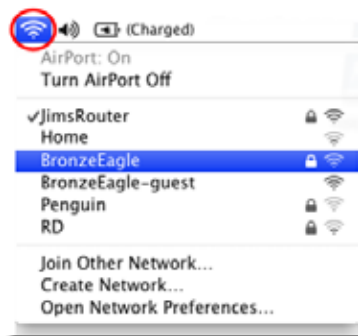 (Charged)
AirPort: On
Turn AirPort Off
✓JimsRouter
Home
BronzeEagle
BronzeEagle-guest
Penguin
RD
Join Other Network...
Create Network...
Open Network Preferences...